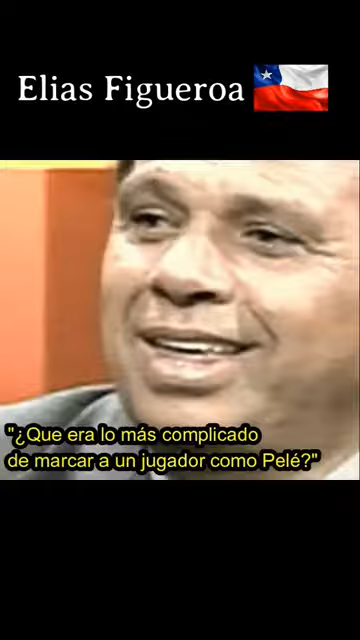 Elias Figueroa
"¿Que era lo más complicado
de marcar a un jugador como Pelé?"